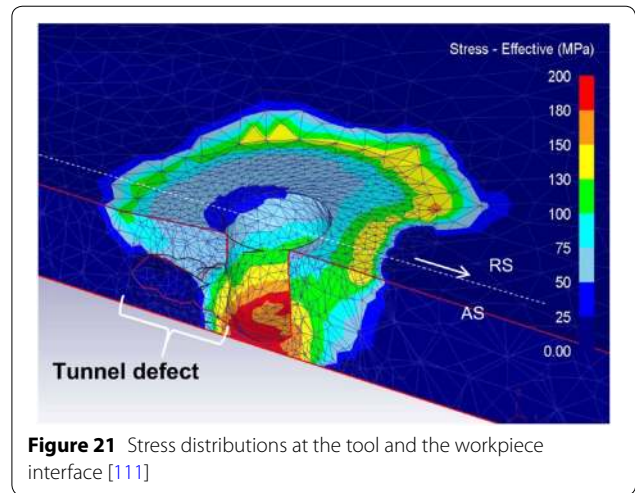 Stress - Effective (MPa)
200
180
150
130
100
75
50
25
0.00
RS
AS
Tunnel defect
Figure 21 Stress distributions at the tool and the workpiece
interface [111]